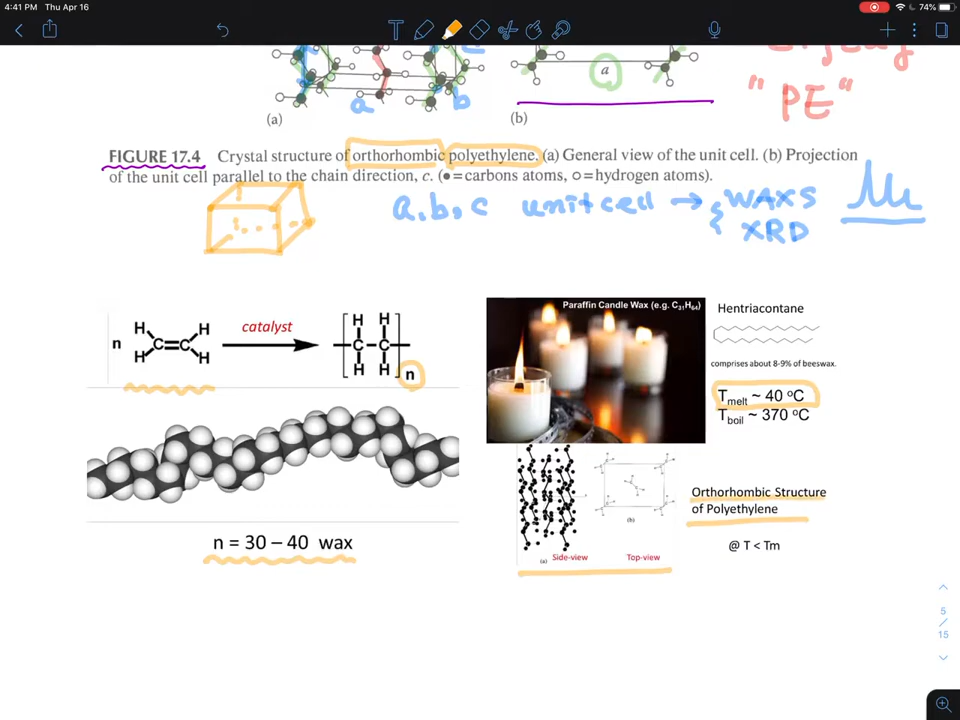 4:41 PM Thu Apr 16
74%
a
b
a
(a)
(b)
"PE"
FIGURE 17.4 Crystal structure of orthorhombic polyethylene. (a) General view of the unit cell. (b) Projection
of the unit cell parallel to the chain direction, c. (●=carbons atoms, ○=hydrogen atoms).
a,b,c unit cell → { WAXS
XRD
n
H
H
C=C
H
H
catalyst
H H
C-C
H H
n
Paraffin Candle Wax (e.g. C31H64)
Hentriacontane
comprises about 8-9% of beeswax.
Tmelt ~ 40 °C
Tboil ~ 370 °C
n = 30 – 40 wax
(a)
Side-view
(b)
Top-view
Orthorhombic Structure
of Polyethylene
@ T < Tm
5
/
15